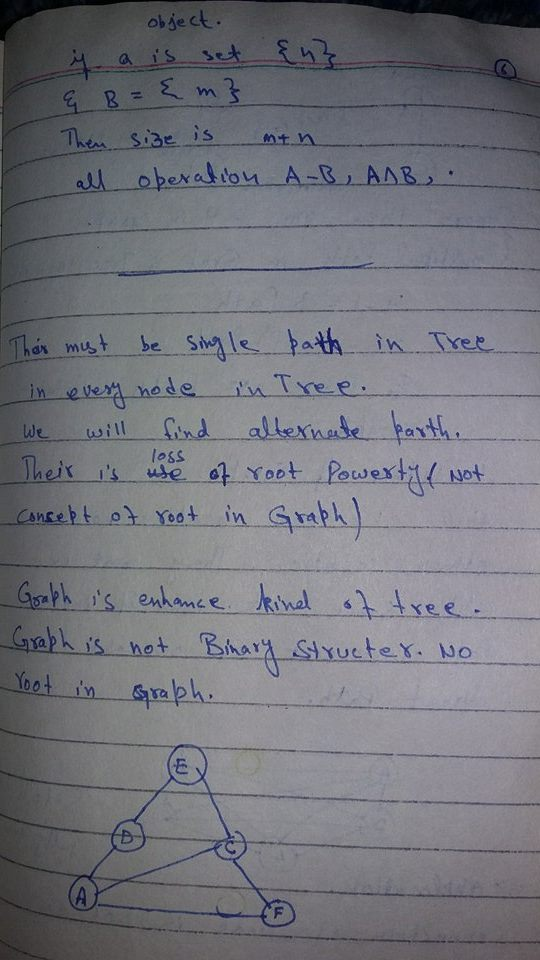 object.
if a is set {n}
6
& B = { m }
Then size is m+n
all operation A-B, A∧B, .
Their must be single path in Tree
in every node in Tree.
We will find alternate parth.
loss
Their is use of root Powerty ( Not
consept of root in Graph)
Graph is enhance kind of tree.
Graph is not Binary Structer. No
root in graph.
E
D
C
A
F